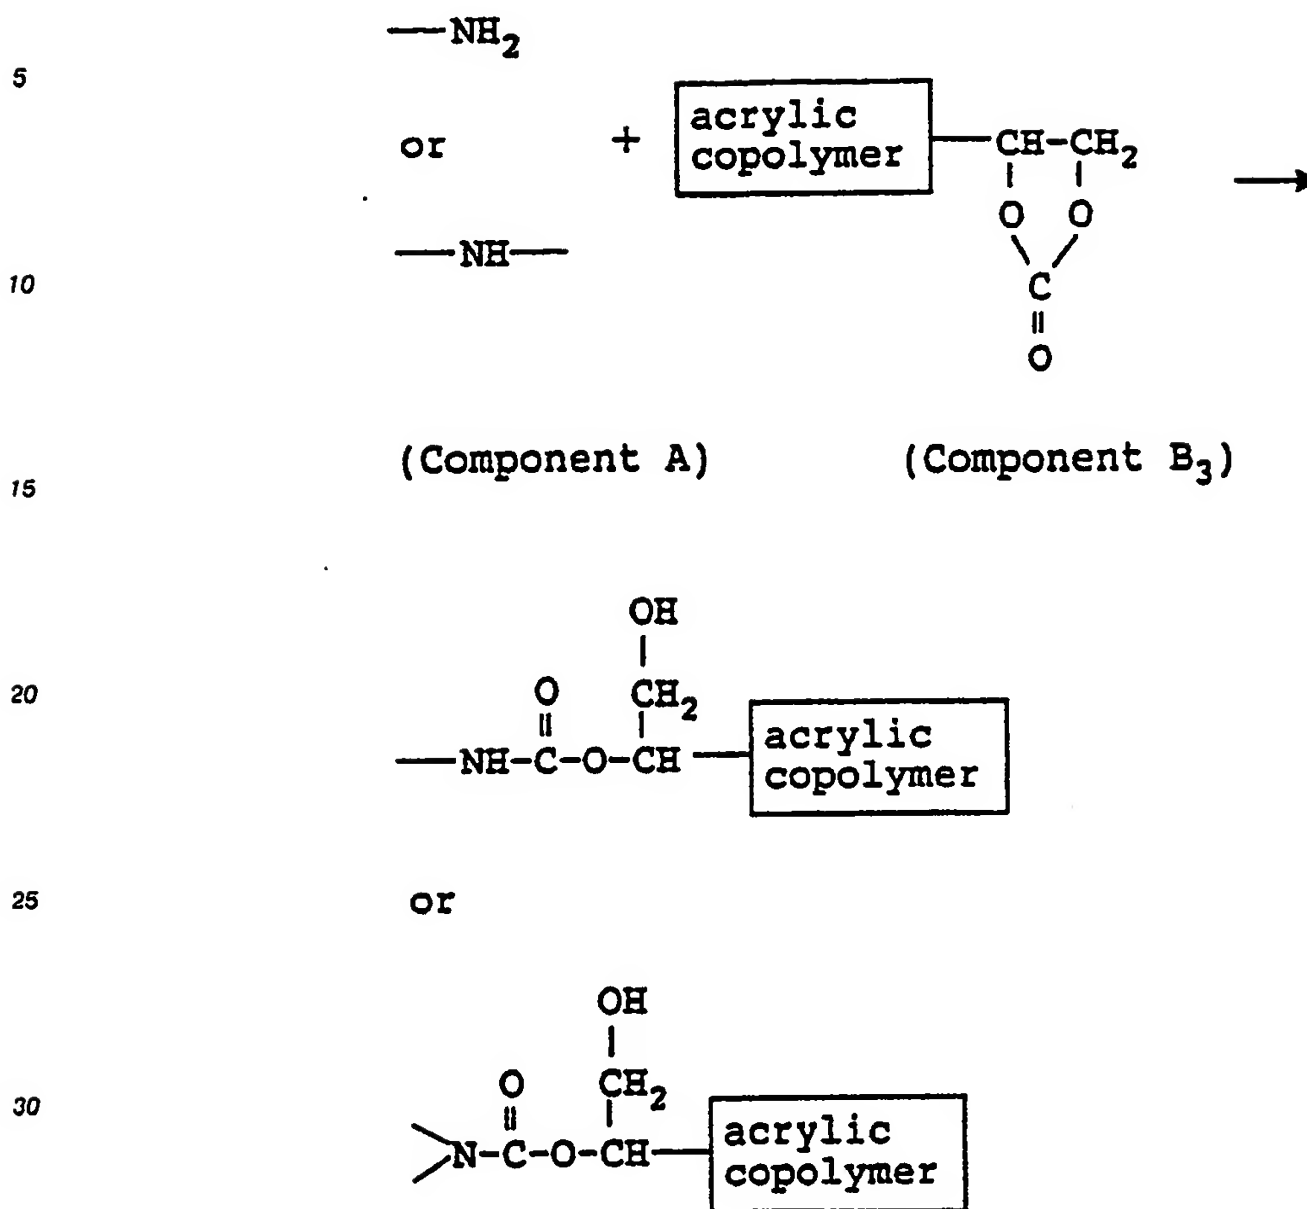 —NH₂
5
or + acrylic copolymer —CH-CH₂ →
O O
—NH—
10
C
=
O
(Component A) (Component B₃)
15
OH
20
O CH₂
—NH-C-O-CH— acrylic copolymer
25
or
OH
30
O CH₂
N-C-O-CH— acrylic copolymer